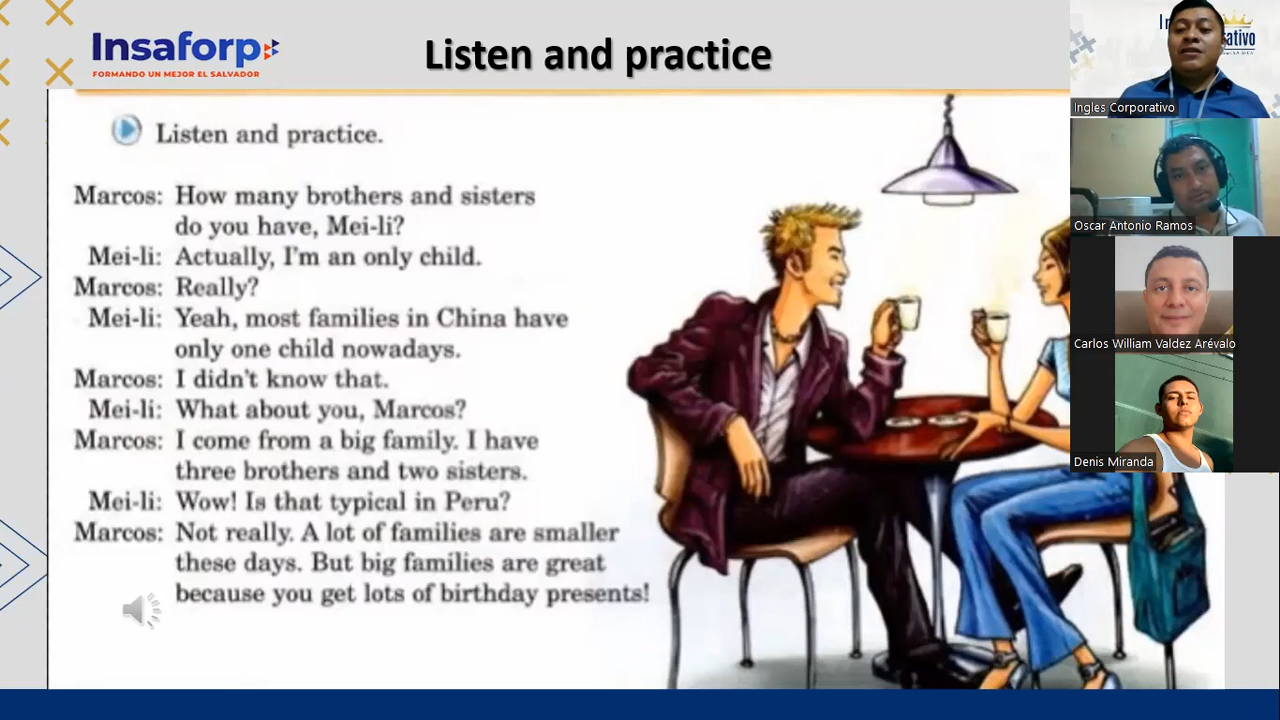 Insaforp
FORMANDO UN MEJOR EL SALVADOR
Listen and practice
Listen and practice.
Marcos: How many brothers and sisters
do you have, Mei-li?
Mei-li: Actually, I'm an only child.
Marcos: Really?
Mei-li: Yeah, most families in China have
only one child nowadays.
Marcos: I didn't know that.
Mei-li: What about you, Marcos?
Marcos: I come from a big family. I have
three brothers and two sisters.
Mei-li: Wow! Is that typical in Peru?
Marcos: Not really. A lot of families are smaller
these days. But big families are great
because you get lots of birthday presents!
Ingles Corporativo
Oscar Antonio Ramos
Carlos William Valdez Arévalo
Denis Miranda